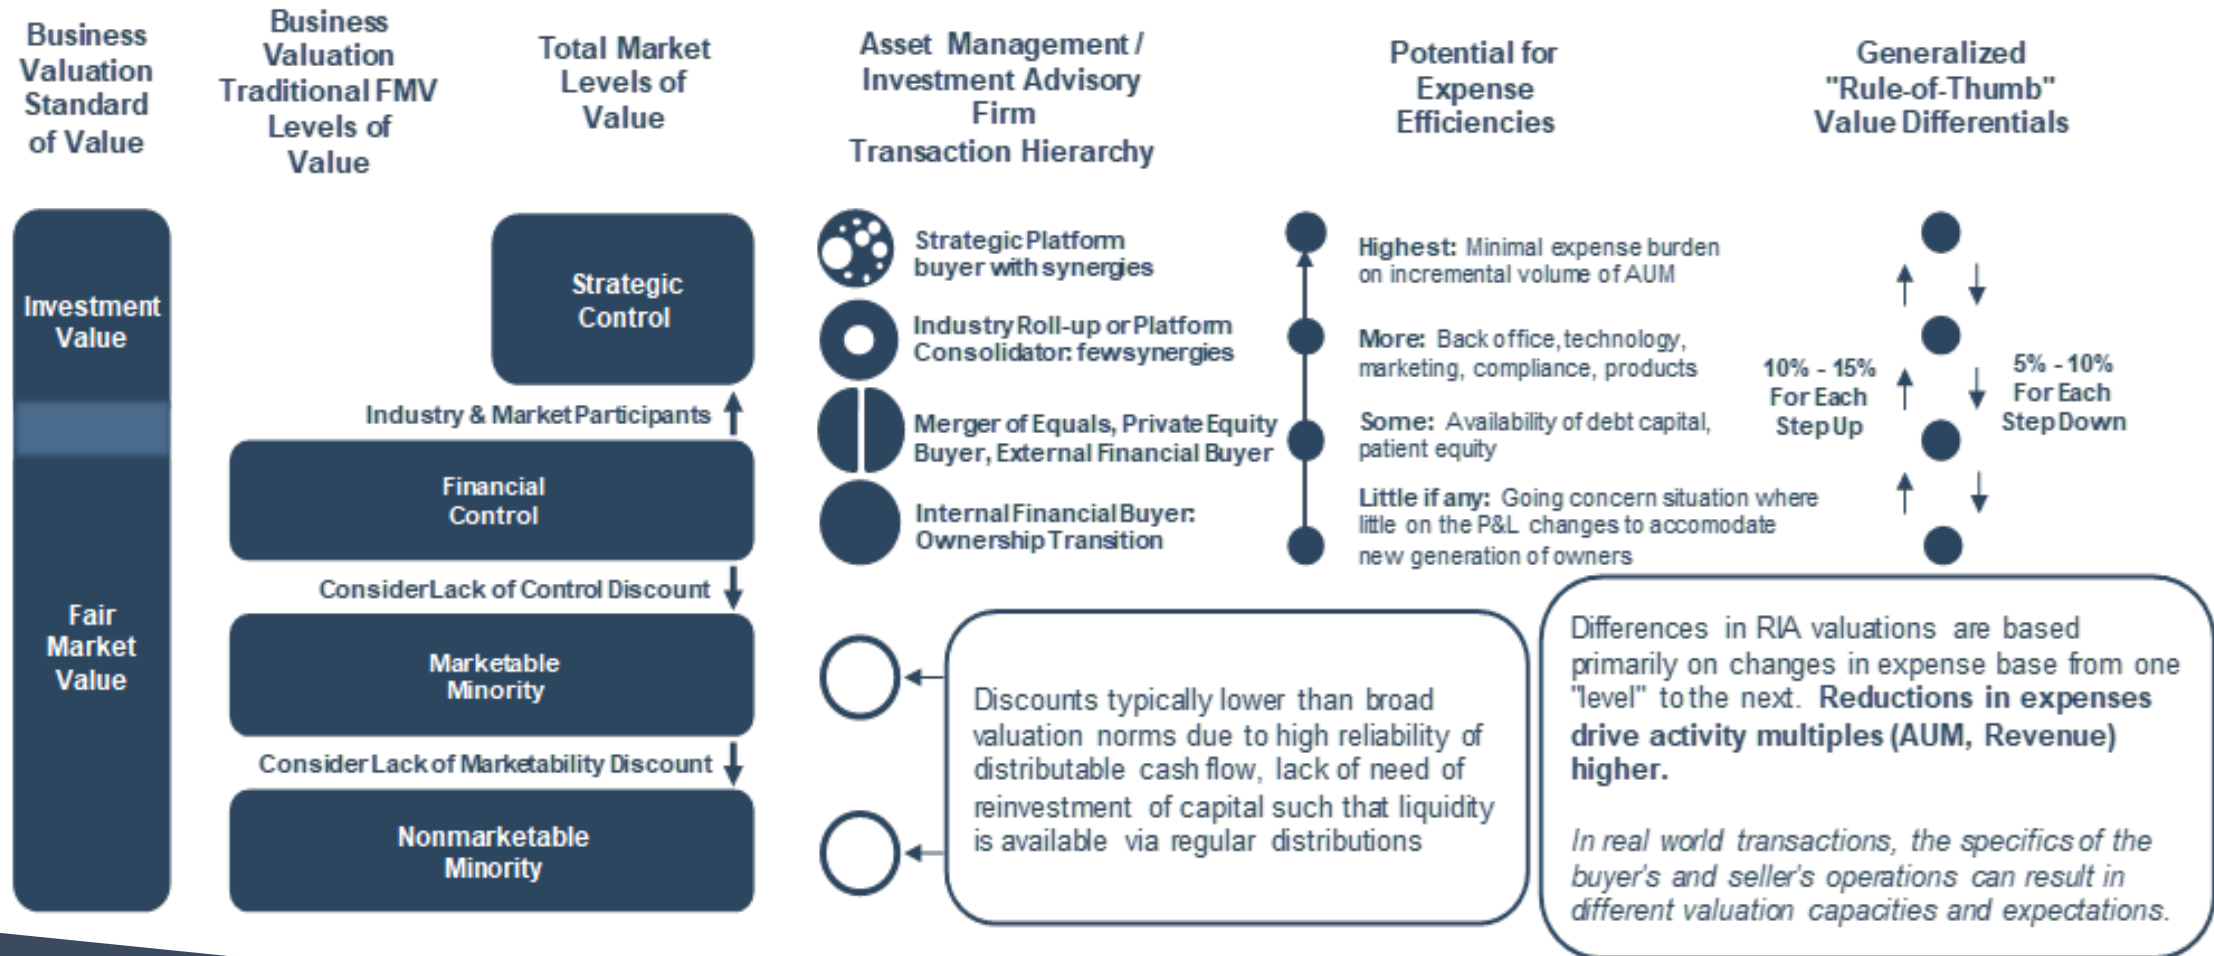 Business
Valuation
Standard
of Value
Business
Valuation
Traditional FMV
Levels of
Value
Total Market
Levels of
Value
Asset Management /
Investment Advisory
Firm
Transaction Hierarchy
Potential for
Expense
Efficiencies
Generalized
"Rule-of-Thumb"
Value Differentials
Investment
Value
Fair
Market
Value
Strategic
Control
Industry & Market Participants
Financial
Control
Consider Lack of Control Discount
Marketable
Minority
Consider Lack of Marketability Discount
Nonmarketable
Minority
Strategic Platform
buyer with synergies
Industry Roll-up or Platform
Consolidator: few synergies
Merger of Equals, Private Equity
Buyer, External Financial Buyer
Internal Financial Buyer:
Ownership Transition
Highest: Minimal expense burden
on incremental volume of AUM
More: Back office, technology,
marketing, compliance, products
Some: Availability of debt capital,
patient equity
Little if any: Going concern situation where
little on the P&L changes to accomodate
new generation of owners
10% - 15%
For Each
Step Up
5% - 10%
For Each
Step Down
Discounts typically lower than broad
valuation norms due to high reliability of
distributable cash flow, lack of need of
reinvestment of capital such that liquidity
is available via regular distributions
Differences in RIA valuations are based
primarily on changes in expense base from one
"level" to the next. Reductions in expenses
drive activity multiples (AUM, Revenue)
higher.
In real world transactions, the specifics of the
buyer's and seller's operations can result in
different valuation capacities and expectations.